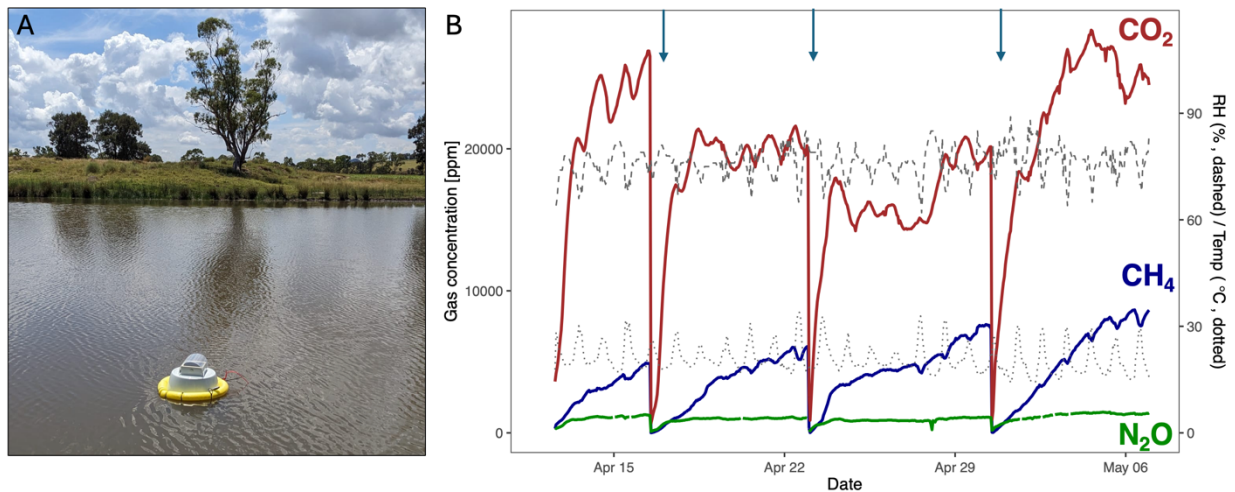 A
B
CO₂
CH₄
N₂O
Gas concentration [ppm]
20000
10000
0
RH (% , dashed) / Temp ( °C , dotted)
90
60
30
0
Apr 15
Apr 22
Apr 29
May 06
Date